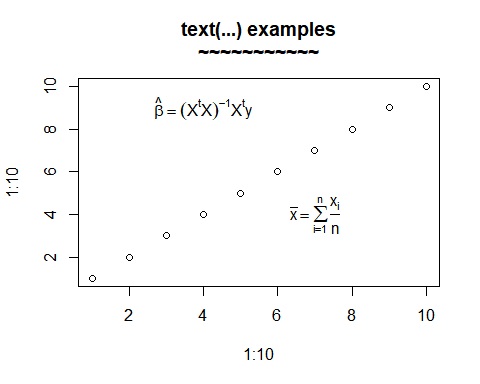 text(...) examples
~~~~~~~~~~~
10
8
6
4
2
1:10
β̂ = (XᵗX)⁻¹Xᵗy
x̄ = ∑ᵢ₌₁ⁿ xᵢ/n
2 4 6 8 10
1:10